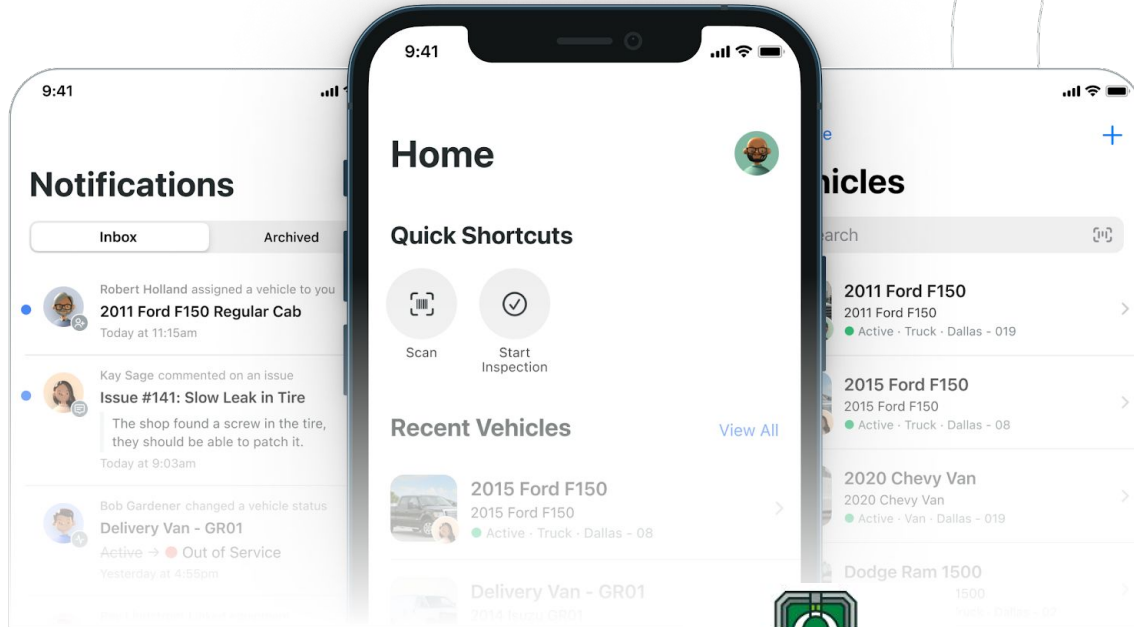 9:41
Notifications
Inbox
Archived
Robert Holland assigned a vehicle to you
2011 Ford F150 Regular Cab
Today at 11:15am
Kay Sage commented on an issue
Issue #141: Slow Leak in Tire
The shop found a screw in the tire,
they should be able to patch it.
Today at 9:03am
Bob Gardener changed a vehicle status
Delivery Van - GR01
Active → Out of Service
Yesterday at 4:55pm
9:41
Home
Quick Shortcuts
Scan
Start
Inspection
Recent Vehicles
View All
2015 Ford F150
2015 Ford F150
Active · Truck · Dallas - 08
Delivery Van - GR01
2014 Isuzu GR01
e
hicles
arch
2011 Ford F150
2011 Ford F150
Active · Truck · Dallas - 019
2015 Ford F150
2015 Ford F150
Active · Truck · Dallas - 08
2020 Chevy Van
2020 Chevy Van
Active · Van · Dallas - 019
Dodge Ram 1500
1500